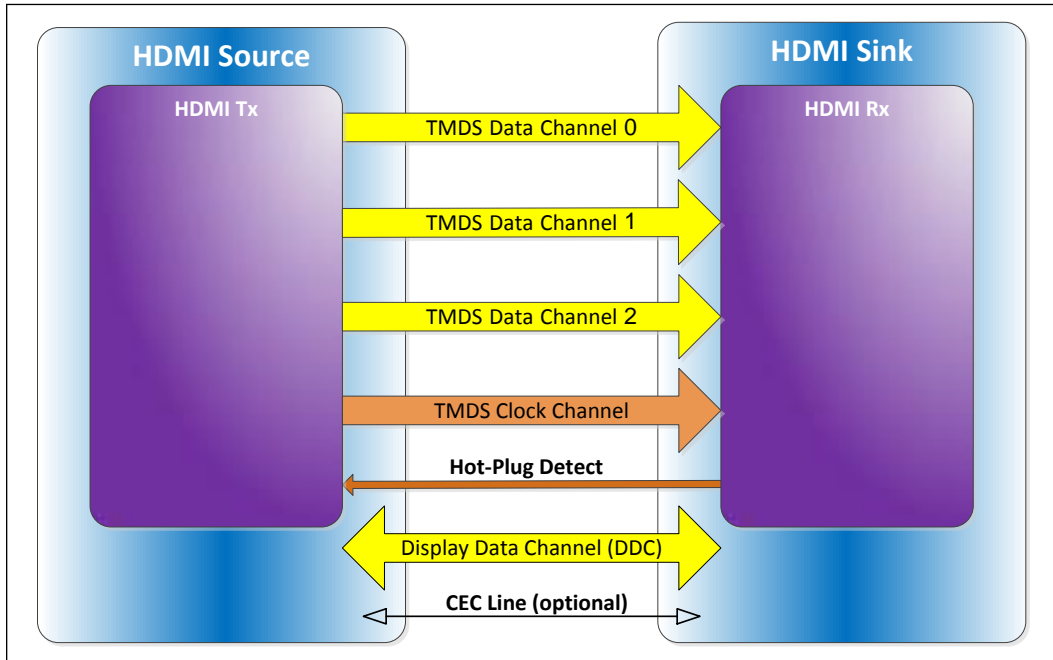 HDMI Source
HDMI Sink
HDMI Tx
HDMI Rx
TMDS Data Channel 0
TMDS Data Channel 1
TMDS Data Channel 2
TMDS Clock Channel
Hot-Plug Detect
Display Data Channel (DDC)
CEC Line (optional)